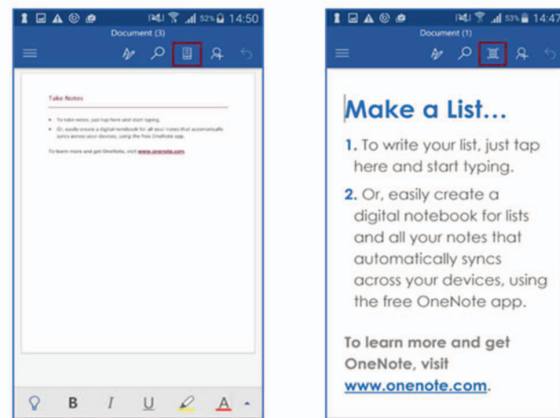 52% 14:50
Document (3)
Take Notes
• To take notes, just tap here and start typing.
• Or, easily create a digital notebook for all your notes that automatically
syncs across your devices, using the free OneNote app.
To learn more and get OneNote, visit www.onenote.com.
B I U A
53% 14:47
Document (1)
Make a List...
1. To write your list, just tap
here and start typing.
2. Or, easily create a
digital notebook for lists
and all your notes that
automatically syncs
across your devices, using
the free OneNote app.
To learn more and get
OneNote, visit
www.onenote.com.